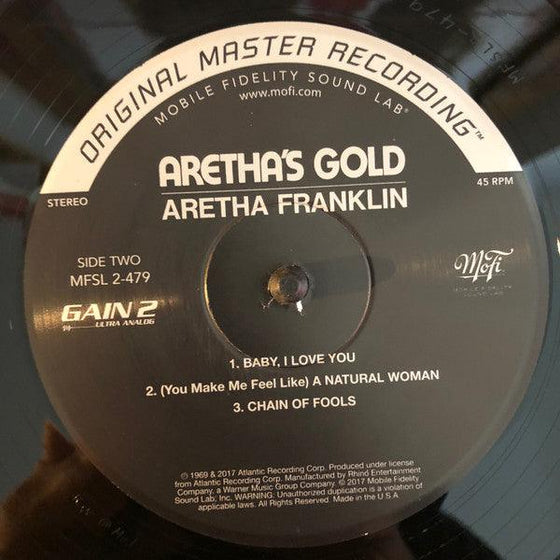 ORIGINAL MASTER RECORDING™
MOBILE FIDELITY SOUND LAB®
www.mofi.com
ARETHA'S GOLD
ARETHA FRANKLIN
STEREO
45 RPM
SIDE TWO
MFSL 2-479
GAIN 2
ULTRA ANALOG
MoFi
MOBILE FIDELITY
SOUND LAB
1. BABY, I LOVE YOU
2. (You Make Me Feel Like) A NATURAL WOMAN
3. CHAIN OF FOOLS
℗ 1969 & 2017 Atlantic Recording Corp. Produced under license
from Atlantic Recording Corp. Manufactured by Rhino Entertainment
Company, a Warner Music Group Company. © 2017 Mobile Fidelity
Sound Lab, Inc. WARNING: Unauthorized duplication is a violation of
applicable laws. All Rights Reserved. Made in the U.S.A